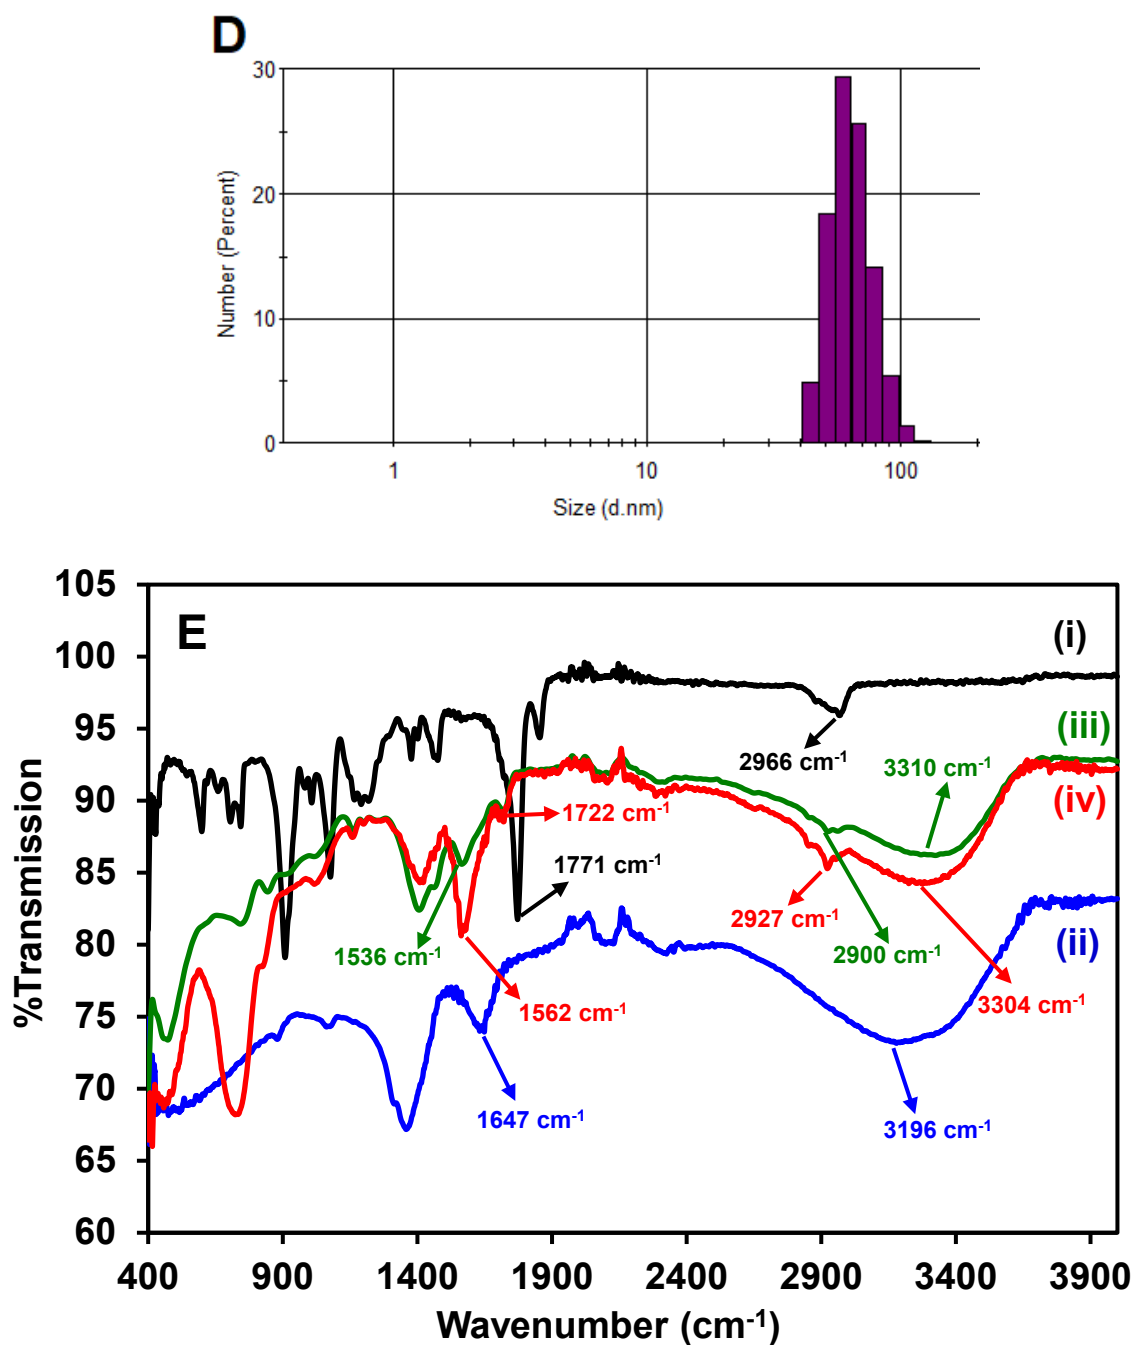 D
30
20
10
0
Number (Percent)
1
10
100
Size (d.nm)
E
105
100
95
90
85
80
75
70
65
60
%Transmission
(i)
(iii)
(iv)
(ii)
2966 cm-1
3310 cm-1
1722 cm-1
1771 cm-1
2927 cm-1
1536 cm-1
2900 cm-1
1562 cm-1
3304 cm-1
1647 cm-1
3196 cm-1
400 900 1400 1900 2400 2900 3400 3900
Wavenumber (cm-1)